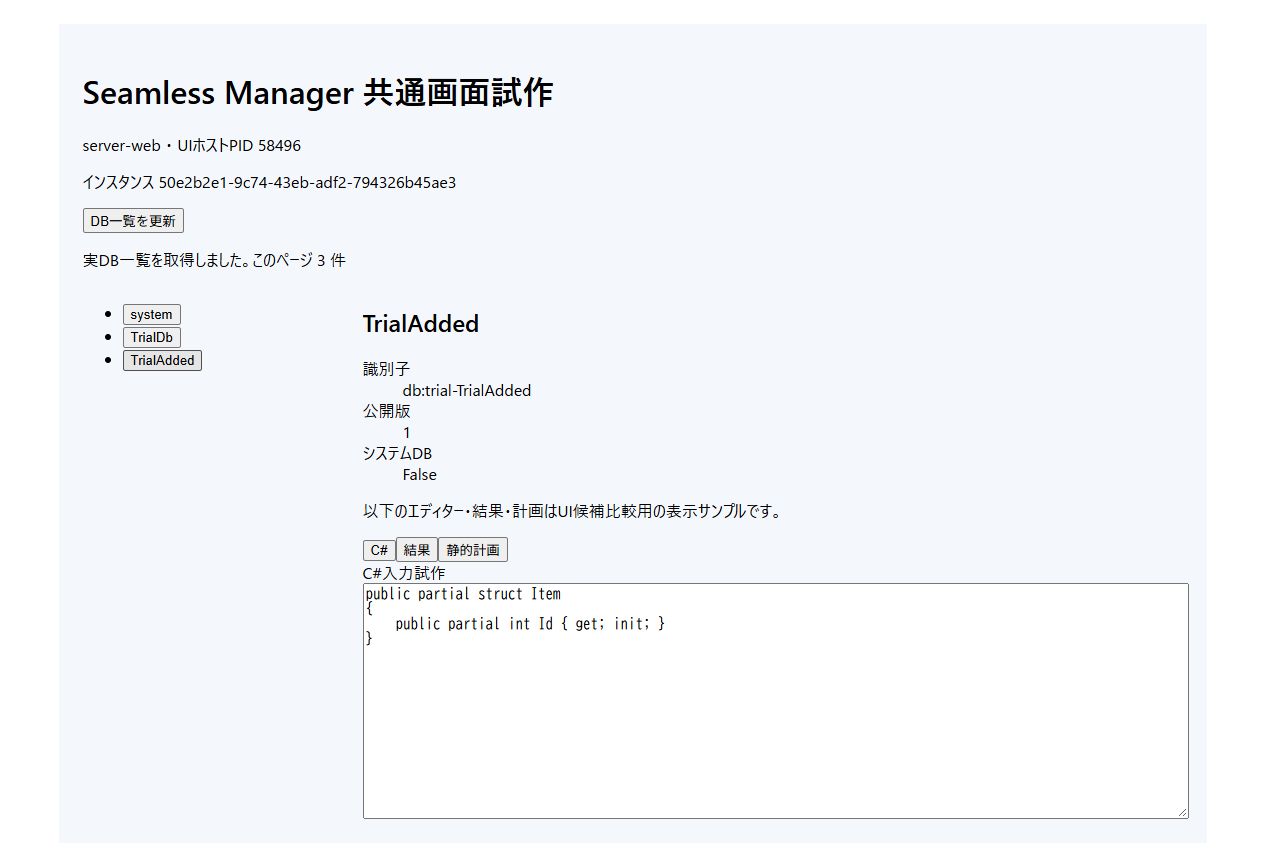 Seamless Manager 共通画面試作
server-web・UIホストPID 58496
インスタンス 50e2b2e1-9c74-43eb-adf2-794326b45ae3
DB一覧を更新
実DB一覧を取得しました。このページ 3 件
system
TrialDb
TrialAdded
TrialAdded
識別子
db:trial-TrialAdded
公開版
1
システムDB
False
以下のエディター・結果・計画はUI候補比較用の表示サンプルです。
C# 結果 静的計画
C#入力試作
public partial struct Item
{
    public partial int Id { get; init; }
}